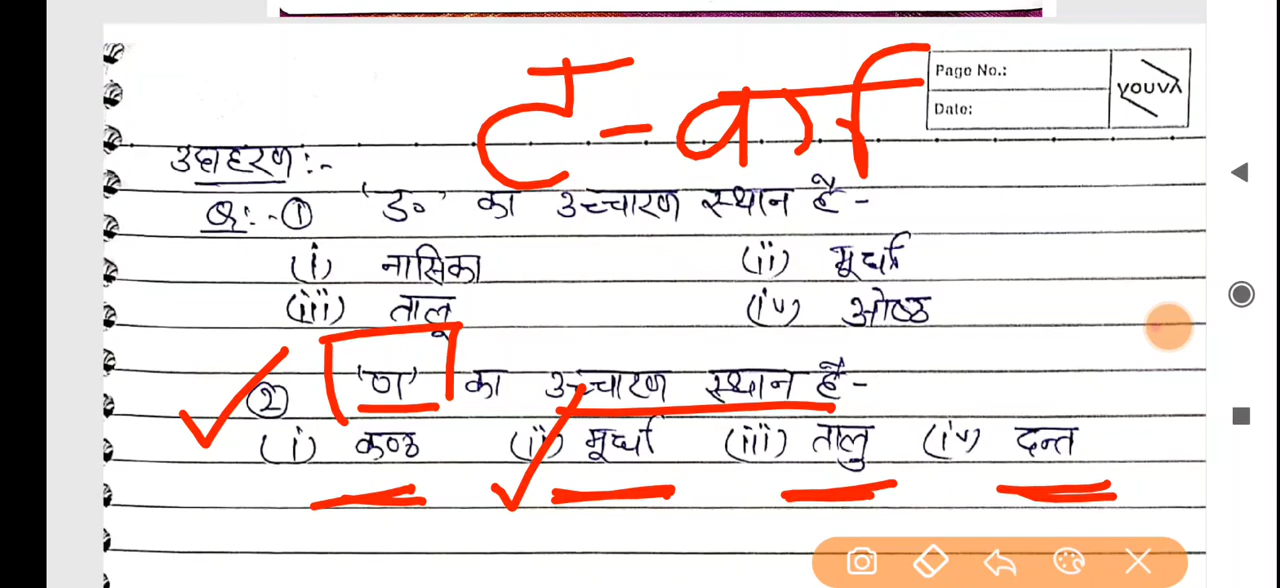 ट-वर्ग
Page No.:
Date:
YOUVA
उदाहरण:-
Q:-① 'ङ' का उच्चारण स्थान है-
(i) नासिका (ii) मूर्धा
(iii) तालू (iv) ओष्ठ
② 'ण' का उच्चारण स्थान है-
(i) कण्ठ (ii) मूर्धा (iii) तालु (iv) दन्त